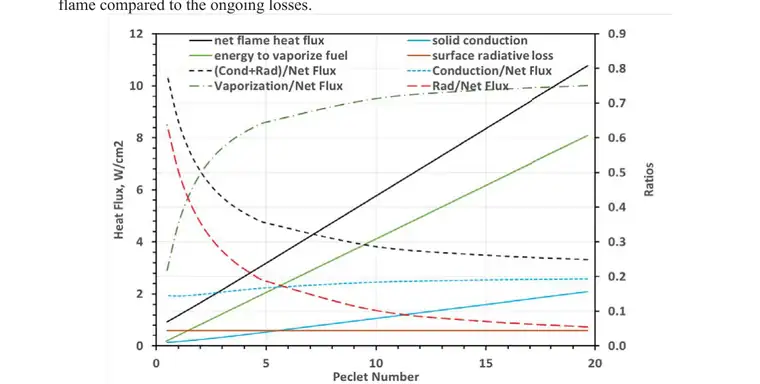 flame compared to the ongoing losses.
12
0.9
net flame heat flux
solid conduction
energy to vaporize fuel
surface radiative loss
(Cond+Rad)/Net Flux
Conduction/Net Flux
Vaporization/Net Flux
Rad/Net Flux
10
8
6
4
2
0
Heat Flux, W/cm2
0.8
0.7
0.6
0.5
0.4
0.3
0.2
0.1
0.0
Ratios
0 5 10 15 20
Peclet Number